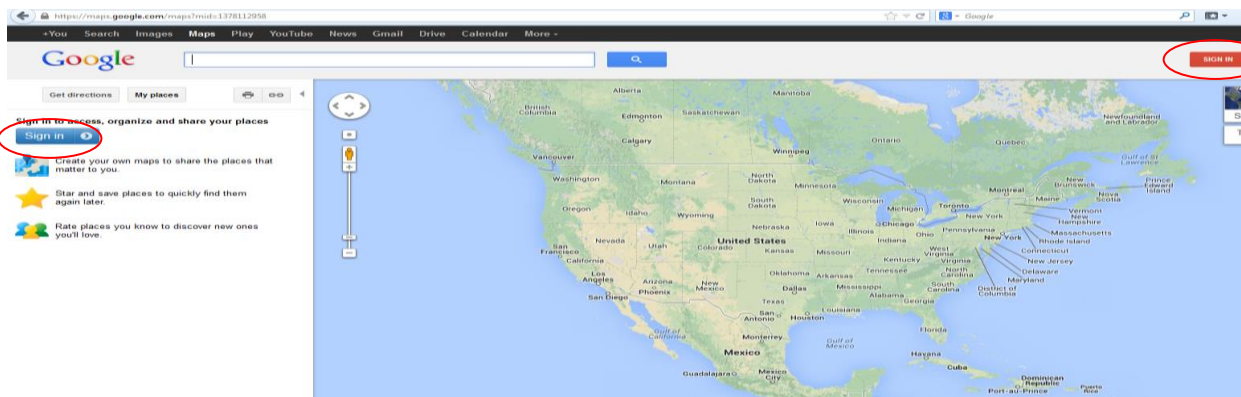 https://maps.google.com/maps?mid=1378112958
Google
+You Search Images Maps Play YouTube News Gmail Drive Calendar More
Google
SIGN IN
Get directions My places
Sign in to access, organize and share your places
Sign in
Create your own maps to share the places that
matter to you.
Star and save places to quickly find them
again later.
Rate places you know to discover new ones
you'll love.
Alberta
Manitoba
British
Columbia
Edmonton
Saskatchewan
Newfoundland
and Labrador
Calgary
Ontario
Quebec
Winnipeg
Vancouver
Gulf of St
Lawrence
Washington
Montana
North
Dakota
Minnesota
Montreal
New
Brunswick
Prince
Edward
Island
Nova
Scotia
Maine
Oregon
Idaho
Wyoming
South
Dakota
Wisconsin
Michigan
Toronto
New York
Vermont
New
Hampshire
Nebraska
Iowa
Chicago
Illinois
Ohio
Pennsylvania
New York
Massachusetts
Rhode Island
Nevada
Utah
Colorado
United States
Kansas
Missouri
Indiana
West
Virginia
Virginia
Connecticut
New Jersey
San
Francisco
California
Kentucky
Delaware
Maryland
Los
Angeles
Arizona
New
Mexico
Oklahoma
Arkansas
Tennessee
North
Carolina
San Diego
Phoenix
Dallas
Mississippi
Alabama
South
Carolina
Georgia
District of
Columbia
Texas
San
Antonio
Houston
Louisiana
Gulf of
California
Monterrey
Gulf of
Mexico
Florida
Mexico
Havana
Cuba
Guadalajara
Mexico
City
Dominican
Republic
Port-au-Prince
Puerto
Rico
S
T